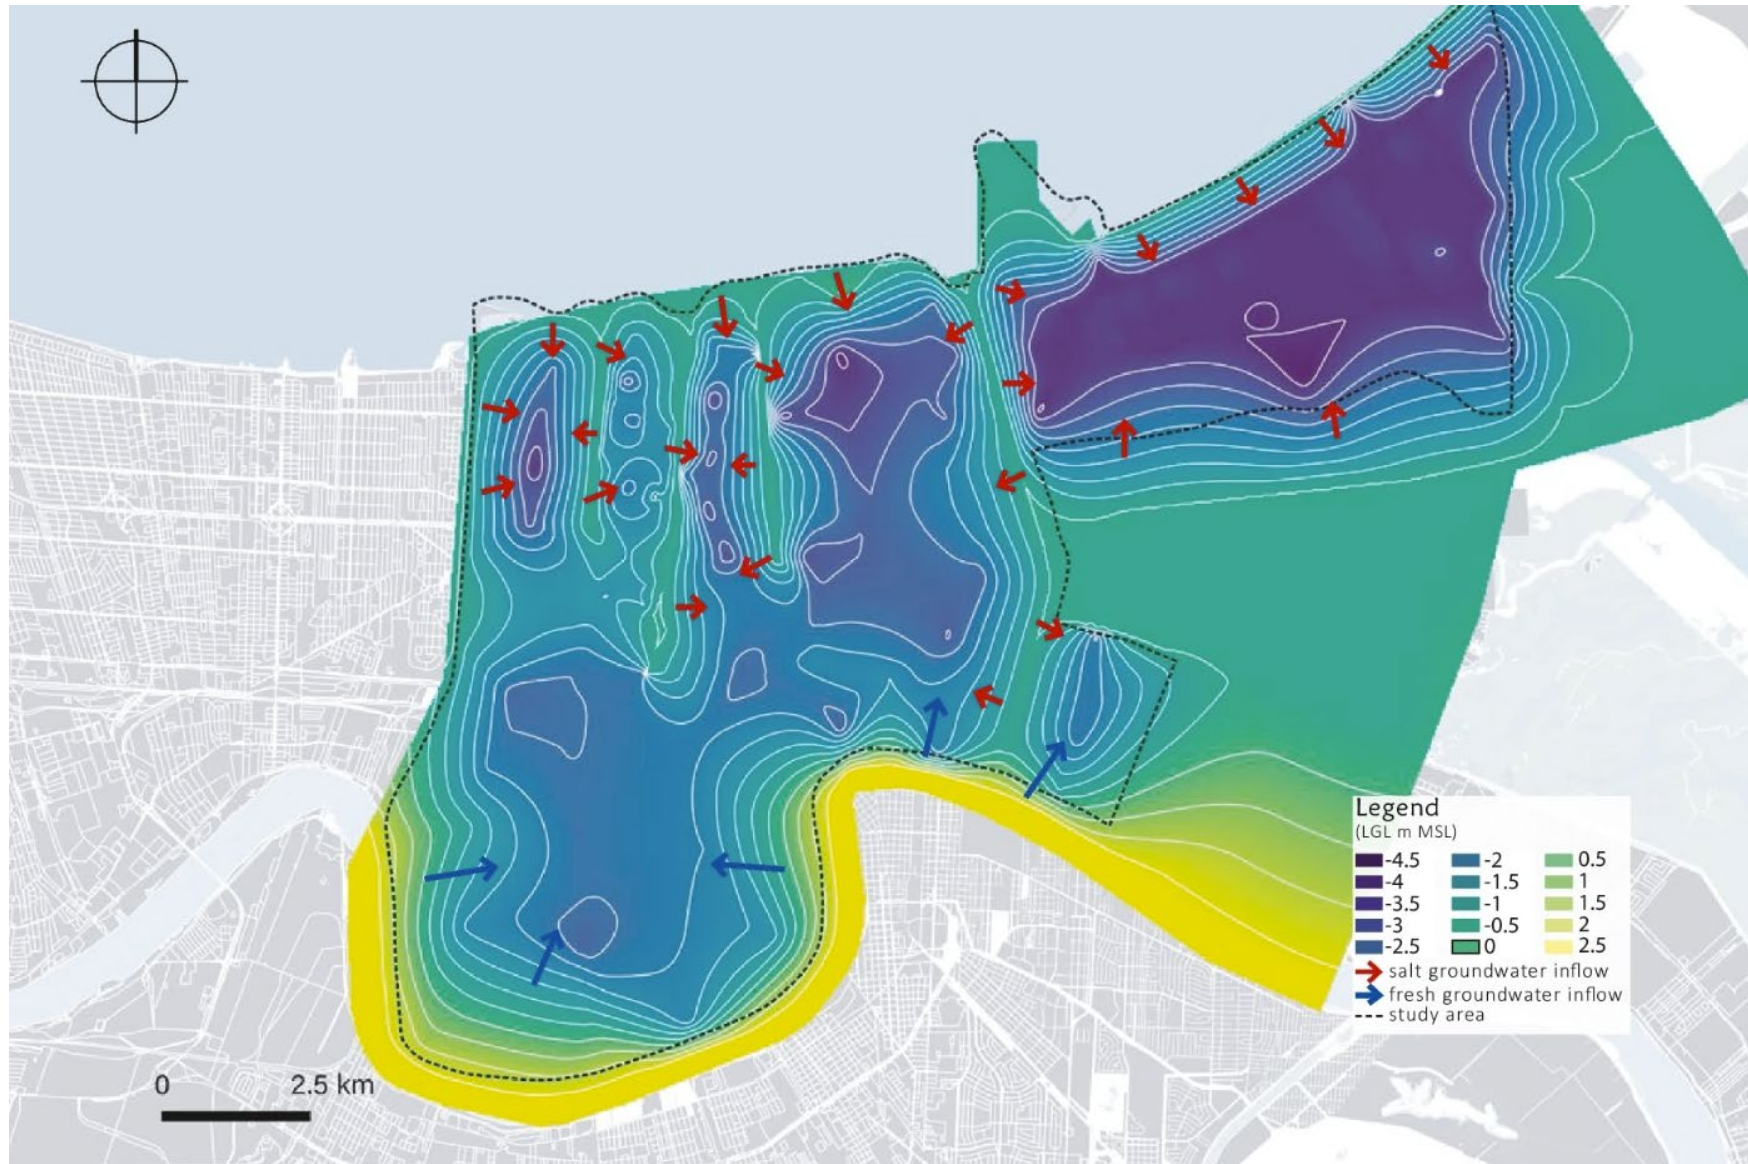 0 2.5 km
Legend
(LGL m MSL)
-4.5 -2 0.5
-4 -1.5 1
-3.5 -1 1.5
-3 -0.5 2
-2.5 0 2.5
salt groundwater inflow
fresh groundwater inflow
study area